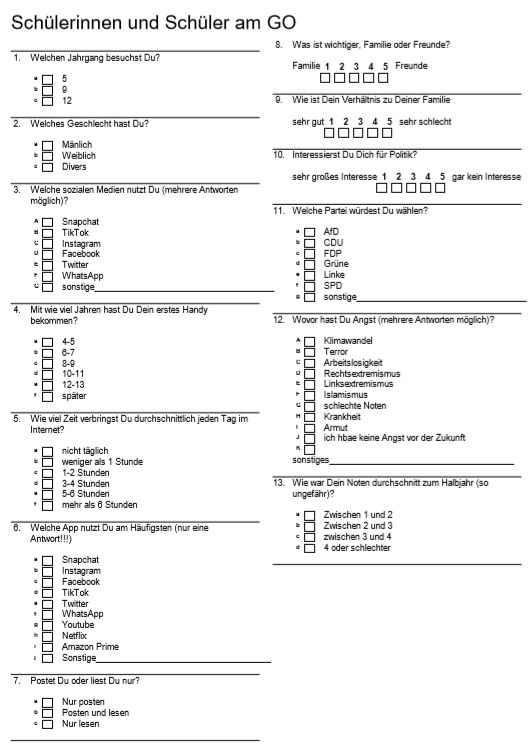 Schülerinnen und Schüler am GO
1. Welchen Jahrgang besuchst Du?
a 5
b 9
c 12
2. Welches Geschlecht hast Du?
a Mänlich
b Weiblich
c Divers
3. Welche sozialen Medien nutzt Du (mehrere Antworten
möglich)?
A Snapchat
B TikTok
C Instagram
D Facebook
E Twitter
F WhatsApp
G sonstige
4. Mit wie viel Jahren hast Du Dein erstes Handy
bekommen?
a 4-5
b 6-7
c 8-9
d 10-11
e 12-13
f später
5. Wie viel Zeit verbringst Du durchschnittlich jeden Tag im
Internet?
a nicht täglich
b weniger als 1 Stunde
c 1-2 Stunden
d 3-4 Stunden
e 5-6 Stunden
f mehr als 6 Stunden
6. Welche App nutzt Du am Häufigsten (nur eine
Antwort!!!)
a Snapchat
b Instagram
c Facebook
d TikTok
e Twitter
f WhatsApp
g Youtube
h Netflix
i Amazon Prime
j Sonstige
7. Postet Du oder liest Du nur?
a Nur posten
b Posten und lesen
c Nur lesen
8. Was ist wichtiger, Familie oder Freunde?
Familie 1 2 3 4 5 Freunde
9. Wie ist Dein Verhältnis zu Deiner Familie
sehr gut 1 2 3 4 5 sehr schlecht
10. Interessierst Du Dich für Politik?
sehr großes Interesse 1 2 3 4 5 gar kein Interesse
11. Welche Partei würdest Du wählen?
a AfD
b CDU
c FDP
d Grüne
e Linke
f SPD
g sonstige
12. Wovor hast Du Angst (mehrere Antworten möglich)?
A Klimawandel
B Terror
C Arbeitslosigkeit
D Rechtsextremismus
E Linksextremismus
F Islamismus
G schlechte Noten
H Krankheit
I Armut
J ich hbae keine Angst vor der Zukunft
K
sonstiges
13. Wie war Dein Noten durchschnitt zum Halbjahr (so
ungefähr)?
a Zwischen 1 und 2
b Zwischen 2 und 3
c zwischen 3 und 4
d 4 oder schlechter